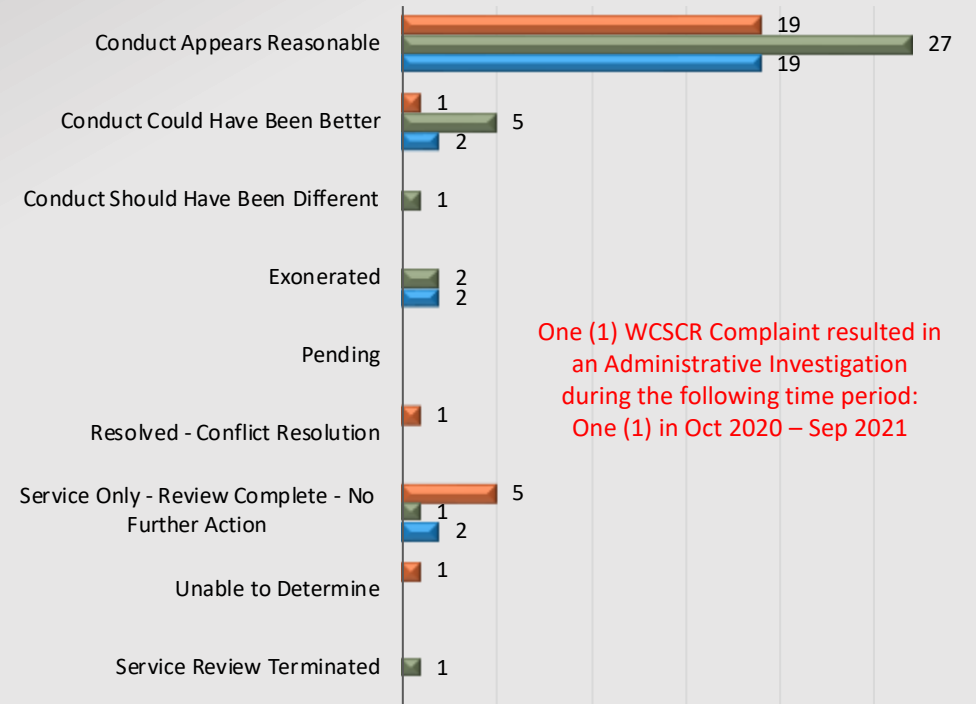 Conduct Appears Reasonable
19
27
19
Conduct Could Have Been Better
1
5
2
Conduct Should Have Been Different
1
Exonerated
2
2
Pending
One (1) WCSCR Complaint resulted in
an Administrative Investigation
during the following time period:
One (1) in Oct 2020 – Sep 2021
Resolved - Conflict Resolution
1
Service Only - Review Complete - No
Further Action
5
1
2
Unable to Determine
1
Service Review Terminated
1